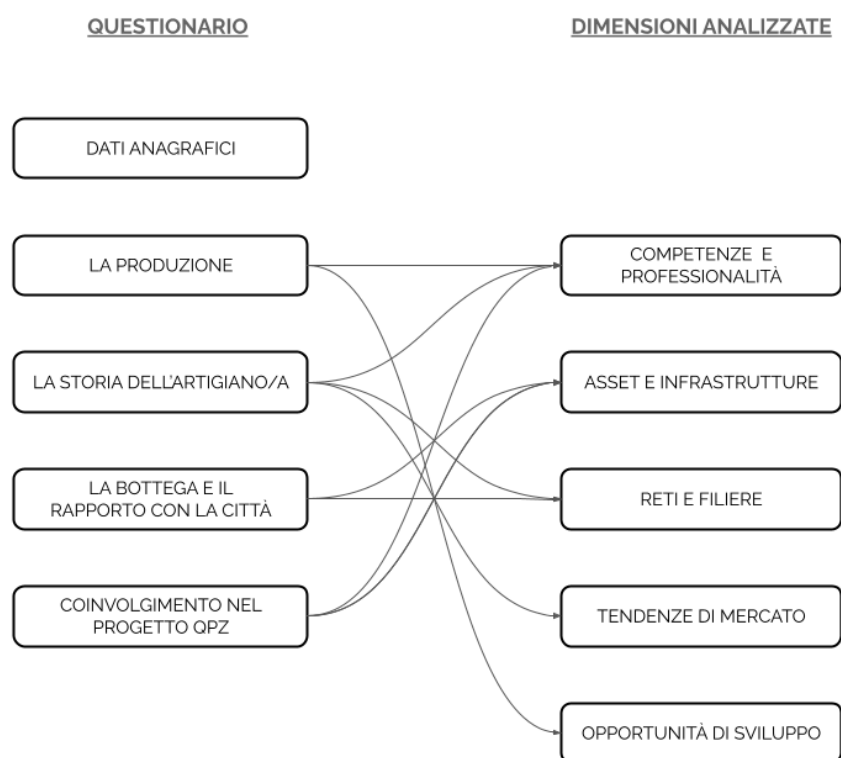 QUESTIONARIO
DIMENSIONI ANALIZZATE
DATI ANAGRAFICI
LA PRODUZIONE
COMPETENZE E
PROFESSIONALITÀ
LA STORIA DELL'ARTIGIANO/A
ASSET E INFRASTRUTTURE
LA BOTTEGA E IL
RAPPORTO CON LA CITTÀ
RETI E FILIERE
COINVOLGIMENTO NEL
PROGETTO QPZ
TENDENZE DI MERCATO
OPPORTUNITÀ DI SVILUPPO